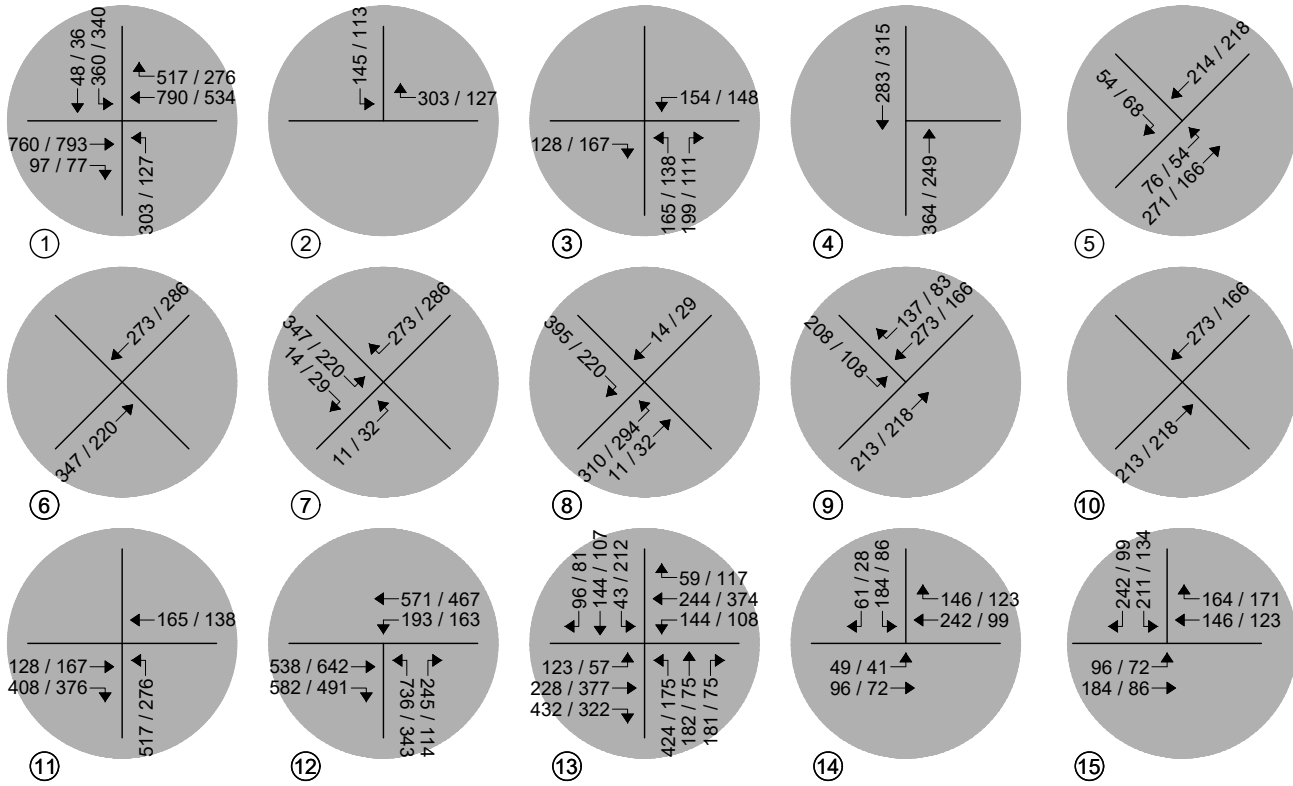 48 / 36
360 / 340
517 / 276
790 / 534
760 / 793
97 / 77
303 / 127
1
145 / 113
303 / 127
2
154 / 148
128 / 167
165 / 138
199 / 111
3
283 / 315
364 / 249
4
54 / 68
214 / 218
76 / 54
271 / 166
5
273 / 286
347 / 220
6
347 / 220
14 / 29
273 / 286
11 / 32
7
395 / 220
14 / 29
310 / 294
11 / 32
8
208 / 108
137 / 83
273 / 166
213 / 218
9
273 / 166
213 / 218
10
165 / 138
128 / 167
408 / 376
517 / 276
11
571 / 467
193 / 163
538 / 642
582 / 491
736 / 343
245 / 114
12
96 / 81
144 / 107
43 / 212
59 / 117
244 / 374
144 / 108
123 / 57
228 / 377
432 / 322
424 / 175
182 / 75
181 / 75
13
61 / 28
184 / 86
146 / 123
242 / 99
49 / 41
96 / 72
14
242 / 99
211 / 134
164 / 171
146 / 123
96 / 72
184 / 86
15